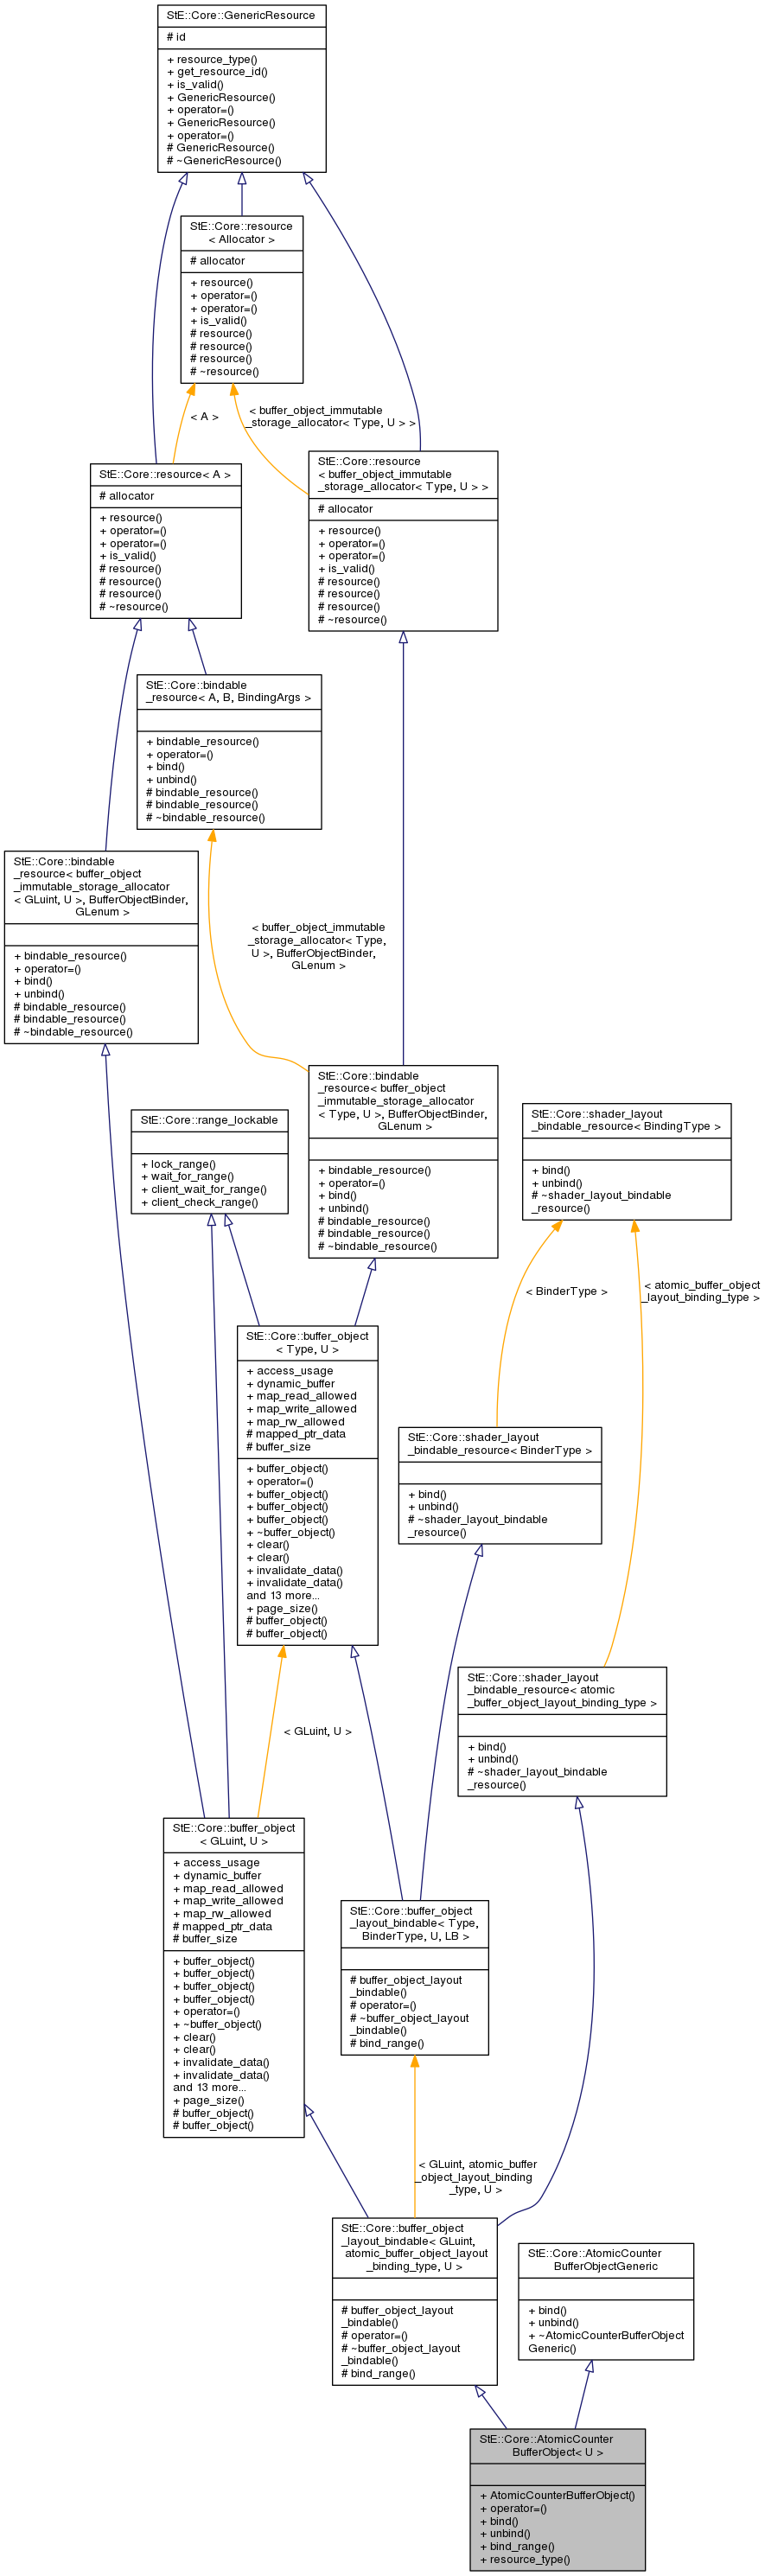 StE::Core::GenericResource
# id
+ resource_type()
+ get_resource_id()
+ is_valid()
+ GenericResource()
+ operator=()
+ GenericResource()
+ operator=()
# GenericResource()
# ~GenericResource()
StE::Core::resource
< Allocator >
# allocator
+ resource()
+ operator=()
+ operator=()
+ is_valid()
# resource()
# resource()
# resource()
# ~resource()
< A >
< buffer_object_immutable
_storage_allocator< Type, U > >
StE::Core::resource< A >
# allocator
+ resource()
+ operator=()
+ operator=()
+ is_valid()
# resource()
# resource()
# resource()
# ~resource()
StE::Core::resource
< buffer_object_immutable
_storage_allocator< Type, U > >
# allocator
+ resource()
+ operator=()
+ operator=()
+ is_valid()
# resource()
# resource()
# resource()
# ~resource()
StE::Core::bindable
_resource< A, B, BindingArgs >
+ bindable_resource()
+ operator=()
+ bind()
+ unbind()
# bindable_resource()
# bindable_resource()
# ~bindable_resource()
StE::Core::bindable
_resource< buffer_object
_immutable_storage_allocator
< GLuint, U >, BufferObjectBinder,
GLenum >
+ bindable_resource()
+ operator=()
+ bind()
+ unbind()
# bindable_resource()
# bindable_resource()
# ~bindable_resource()
< buffer_object_immutable
_storage_allocator< Type,
U >, BufferObjectBinder,
GLenum >
StE::Core::bindable
_resource< buffer_object
_immutable_storage_allocator
< Type, U >, BufferObjectBinder,
GLenum >
+ bindable_resource()
+ operator=()
+ bind()
+ unbind()
# bindable_resource()
# bindable_resource()
# ~bindable_resource()
StE::Core::range_lockable
+ lock_range()
+ wait_for_range()
+ client_wait_for_range()
+ client_check_range()
StE::Core::shader_layout
_bindable_resource< BindingType >
+ bind()
+ unbind()
# ~shader_layout_bindable
_resource()
< BinderType >
< atomic_buffer_object
_layout_binding_type >
StE::Core::buffer_object
< Type, U >
+ access_usage
+ dynamic_buffer
+ map_read_allowed
+ map_write_allowed
+ map_rw_allowed
# mapped_ptr_data
# buffer_size
+ buffer_object()
+ operator=()
+ buffer_object()
+ buffer_object()
+ buffer_object()
+ ~buffer_object()
+ clear()
+ clear()
+ invalidate_data()
+ invalidate_data()
and 13 more...
+ page_size()
# buffer_object()
# buffer_object()
StE::Core::shader_layout
_bindable_resource< BinderType >
+ bind()
+ unbind()
# ~shader_layout_bindable
_resource()
StE::Core::shader_layout
_bindable_resource< atomic
_buffer_object_layout_binding_type >
+ bind()
+ unbind()
# ~shader_layout_bindable
_resource()
< GLuint, U >
StE::Core::buffer_object
< GLuint, U >
+ access_usage
+ dynamic_buffer
+ map_read_allowed
+ map_write_allowed
+ map_rw_allowed
# mapped_ptr_data
# buffer_size
+ buffer_object()
+ buffer_object()
+ buffer_object()
+ buffer_object()
+ operator=()
+ ~buffer_object()
+ clear()
+ clear()
+ invalidate_data()
+ invalidate_data()
and 13 more...
+ page_size()
# buffer_object()
# buffer_object()
StE::Core::buffer_object
_layout_bindable< Type,
BinderType, U, LB >
# buffer_object_layout
_bindable()
# operator=()
# ~buffer_object_layout
_bindable()
# bind_range()
< GLuint, atomic_buffer
_object_layout_binding
_type, U >
StE::Core::buffer_object
_layout_bindable< GLuint,
atomic_buffer_object_layout
_binding_type, U >
# buffer_object_layout
_bindable()
# operator=()
# ~buffer_object_layout
_bindable()
# bind_range()
StE::Core::AtomicCounter
BufferObjectGeneric
+ bind()
+ unbind()
+ ~AtomicCounterBufferObject
Generic()
StE::Core::AtomicCounter
BufferObject< U >
+ AtomicCounterBufferObject()
+ operator=()
+ bind()
+ unbind()
+ bind_range()
+ resource_type()